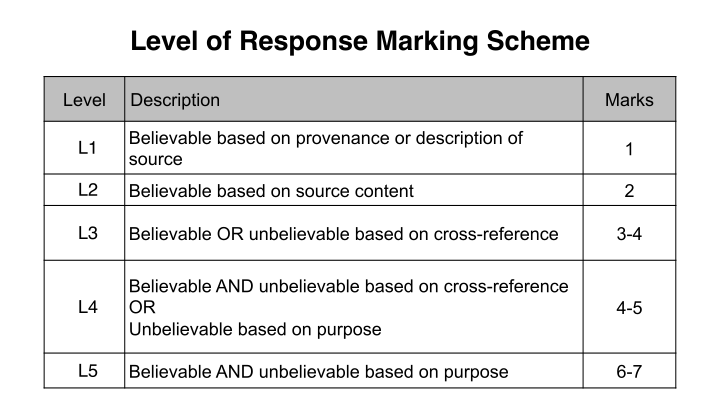 Level of Response Marking Scheme
Level Description Marks
L1 Believable based on provenance or description of source 1
L2 Believable based on source content 2
L3 Believable OR unbelievable based on cross-reference 3-4
L4 Believable AND unbelievable based on cross-reference
OR
Unbelievable based on purpose 4-5
L5 Believable AND unbelievable based on purpose 6-7